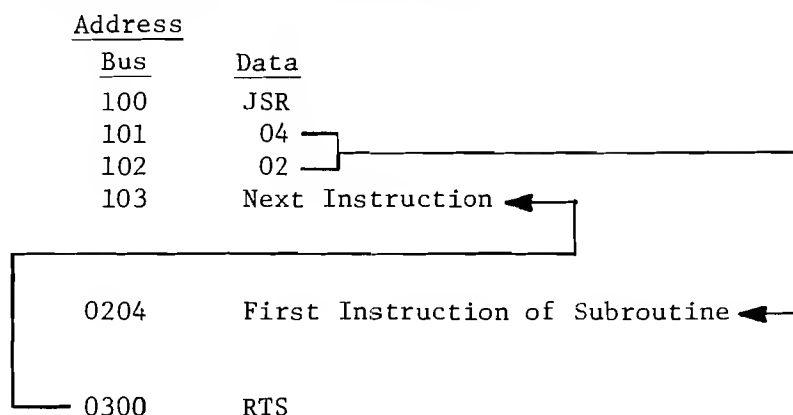 Address
Bus Data
100 JSR
101 04
102 02
103 Next Instruction
0204 First Instruction of Subroutine
0300 RTS